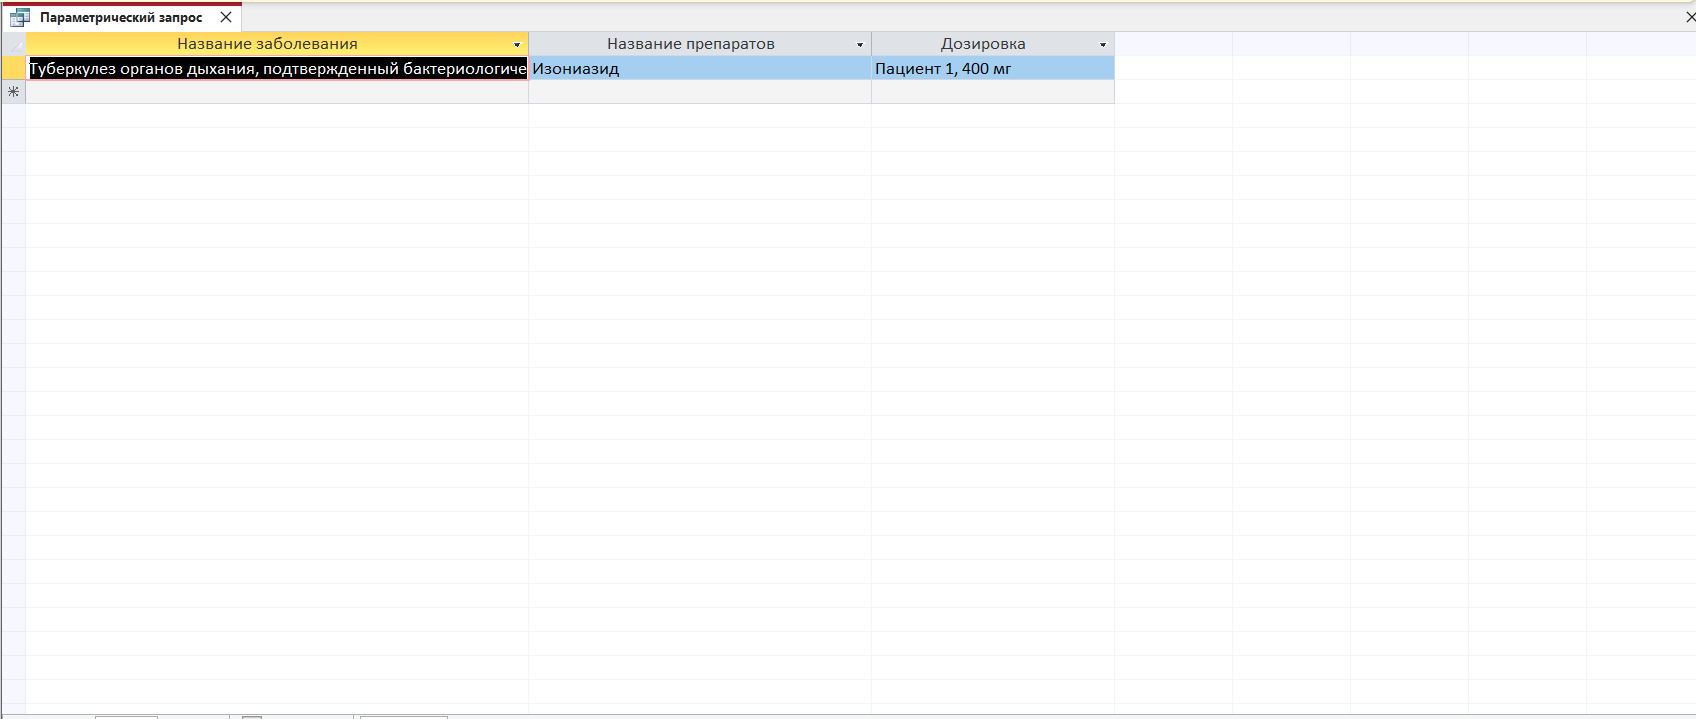 Параметрический запрос
Название заболевания Название препаратов Дозировка
Туберкулез органов дыхания, подтвержденный бактериологиче Изониазид Пациент 1, 400 мг